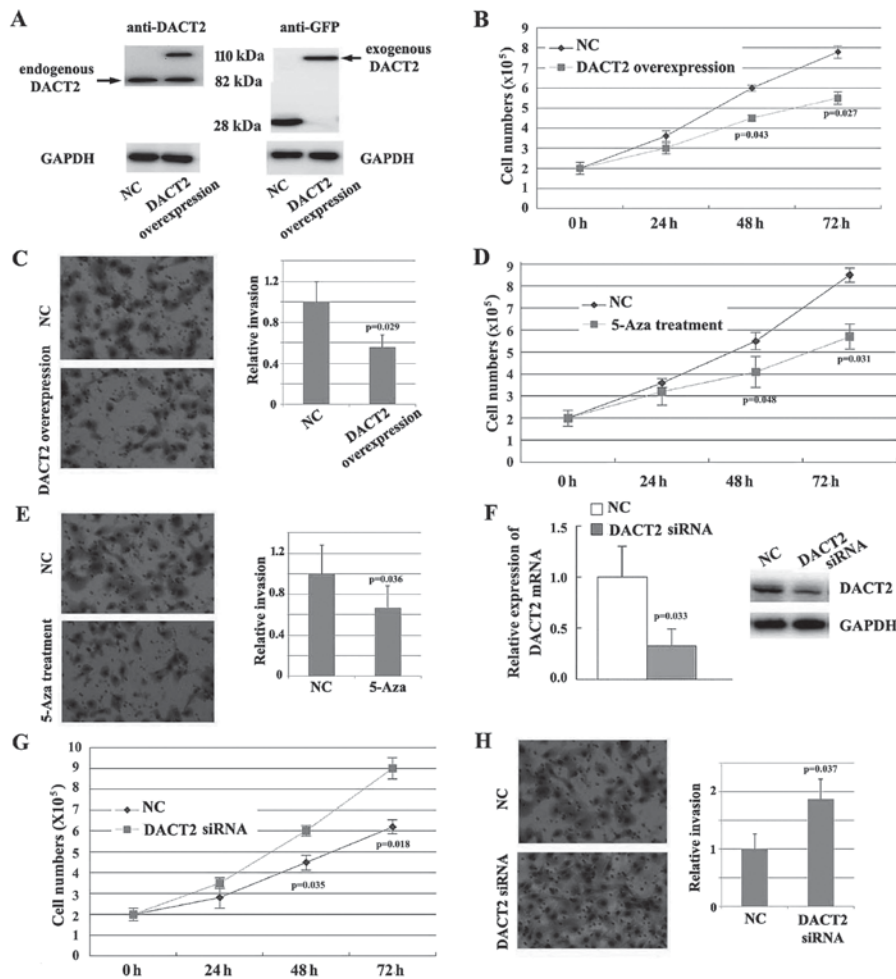 A
anti-DACT2
anti-GFP
endogenous DACT2
110 kDa
82 kDa
28 kDa
exogenous DACT2
GAPDH
GAPDH
NC
DACT2 overexpression
NC
DACT2 overexpression
B
Cell numbers (x10⁵)
9
8
7
6
5
4
3
2
1
NC
DACT2 overexpression
p=0.043
p=0.027
0 h
24 h
48 h
72 h
C
NC
DACT2 overexpression
Relative invasion
1.2
0.8
0.4
0
p=0.029
NC
DACT2 overexpression
D
Cell numbers (x10⁵)
9
8
7
6
5
4
3
2
1
0
NC
5-Aza treatment
p=0.048
p=0.031
0 h
24 h
48 h
72 h
E
NC
5-Aza treatment
Relative invasion
1.2
0.8
0.4
0
p=0.036
NC
5-Aza
F
NC
DACT2 siRNA
Relative expression of DACT2 mRNA
1.5
1.0
0.5
0.0
p=0.033
NC
DACT2 siRNA
DACT2
GAPDH
G
Cell numbers (X10⁵)
10
9
8
7
6
5
4
3
2
1
0
NC
DACT2 siRNA
p=0.035
p=0.018
0 h
24 h
48 h
72 h
H
NC
DACT2 siRNA
Relative invasion
2
1
0
p=0.037
NC
DACT2 siRNA